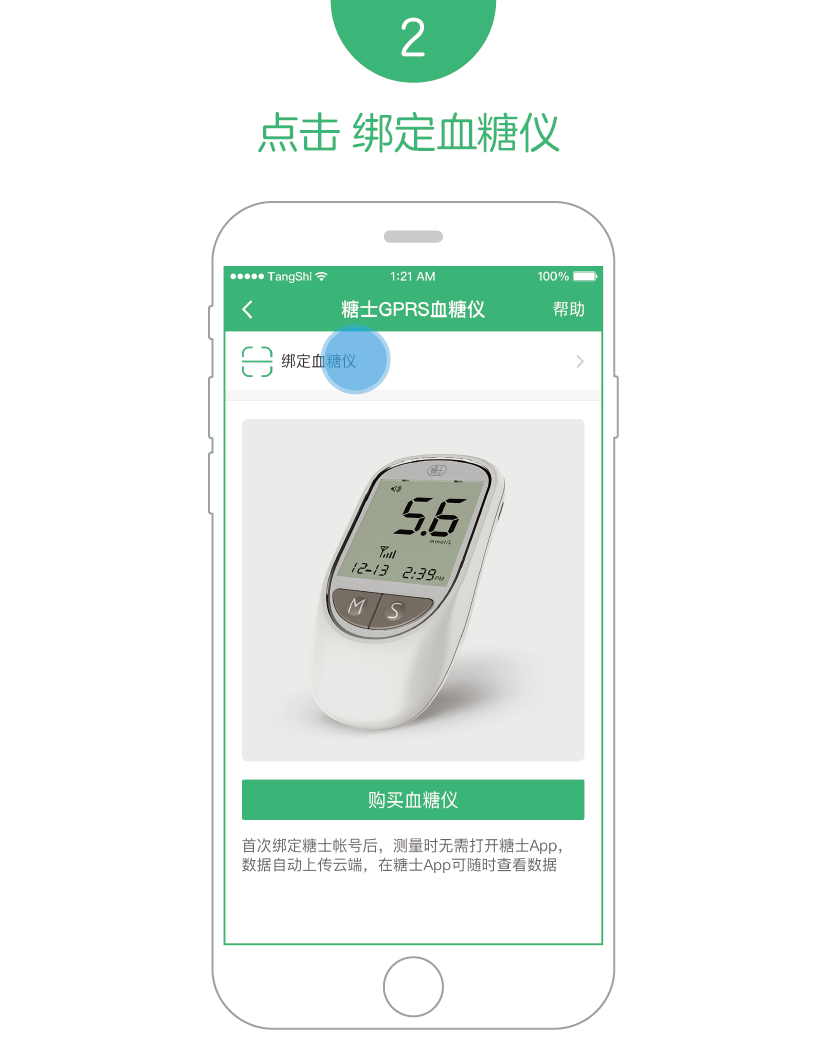 2
点击 绑定血糖仪
TangShi 1:21 AM 100%
糖士GPRS血糖仪 帮助
绑定血糖仪
5.6
mmol/L
12-13 2:39PM
M S
购买血糖仪
首次绑定糖士帐号后，测量时无需打开糖士App，
数据自动上传云端，在糖士App可随时查看数据